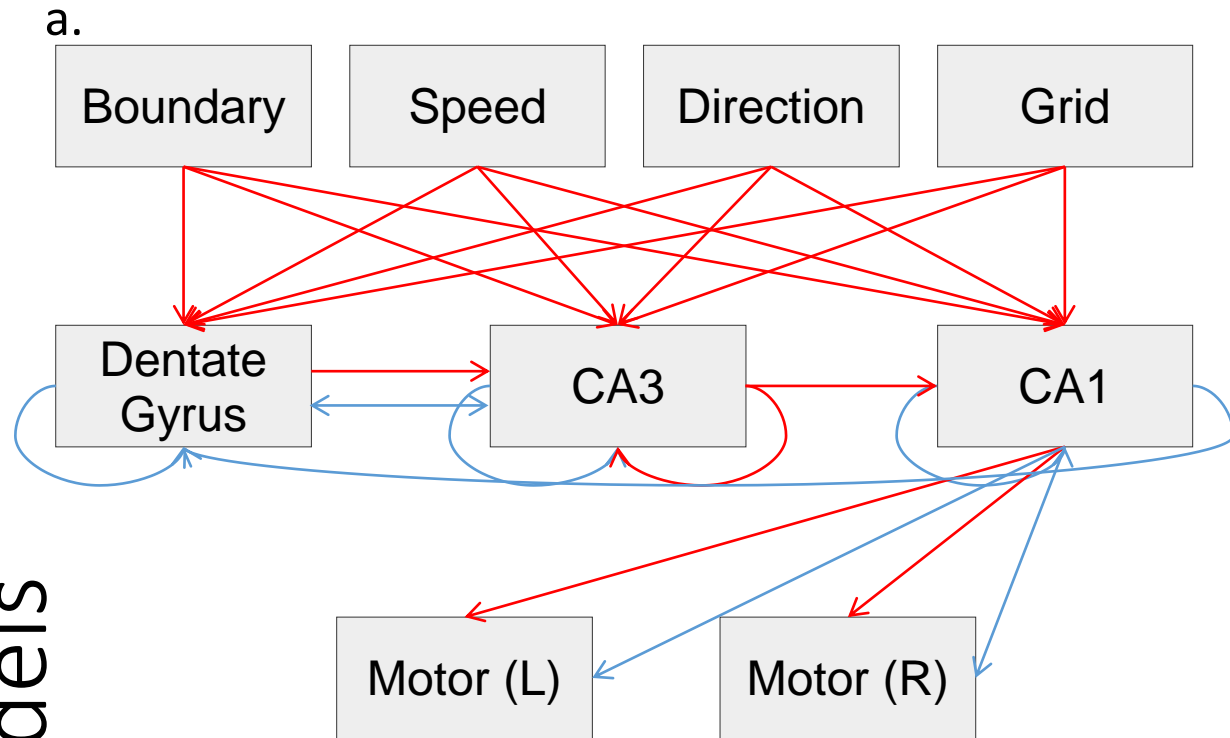 a.
Boundary
Speed
Direction
Grid
Dentate
Gyrus
CA3
CA1
Motor (L)
Motor (R)